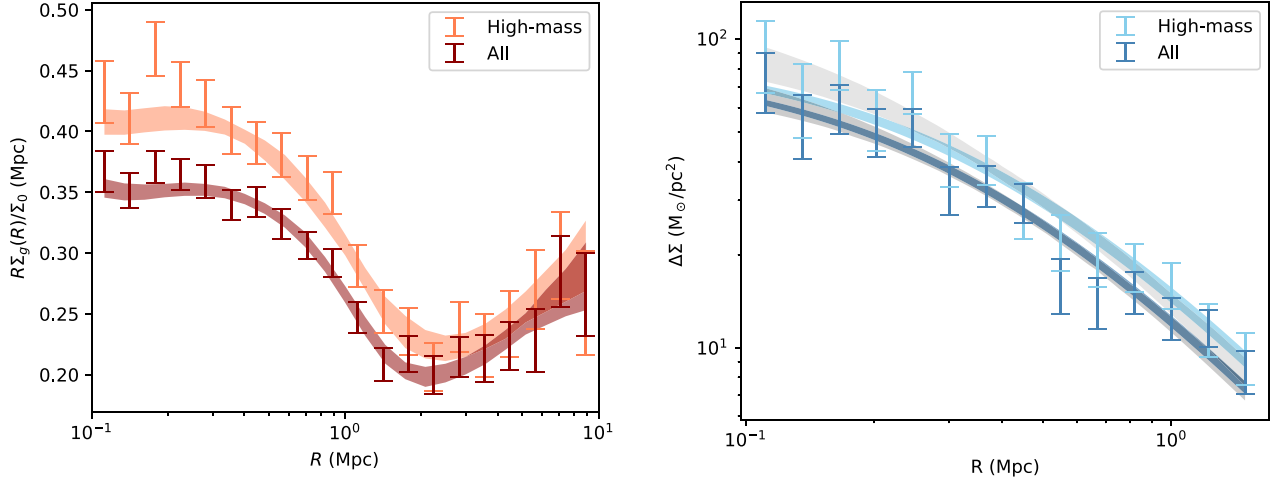 0.50
0.45
0.40
0.35
0.30
0.25
0.20
RΣg(R)/Σ0 (Mpc)
High-mass
All
10⁻¹
10⁰
10¹
R (Mpc)
10²
10¹
ΔΣ (M⊙/pc²)
High-mass
All
10⁻¹
10⁰
R (Mpc)